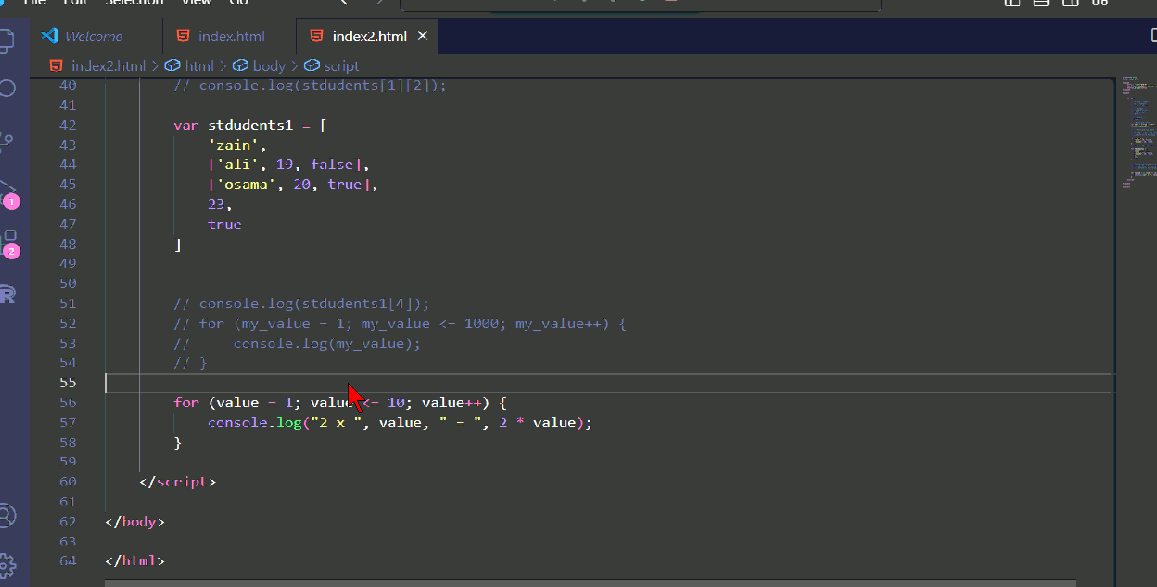 File Edit Selection View Go
Welcome index.html index2.html
index2.html > html > body > script
40 // console.log(stdudents[1][2]);
41
42 var stdudents1 = [
43 'zain',
44 ['ali', 19, false],
45 ['osama', 20, true],
46 23,
47 true
48 ]
49
50
51 // console.log(stdudents1[4]);
52 // for (my_value = 1; my_value <= 1000; my_value++) {
53 // console.log(my_value);
54 // }
55
56 for (value = 1; value <= 10; value++) {
57 console.log("2 x ", value, " = ", 2 * value);
58 }
59
60 </script>
61
62 </body>
63
64 </html>
1
2
R